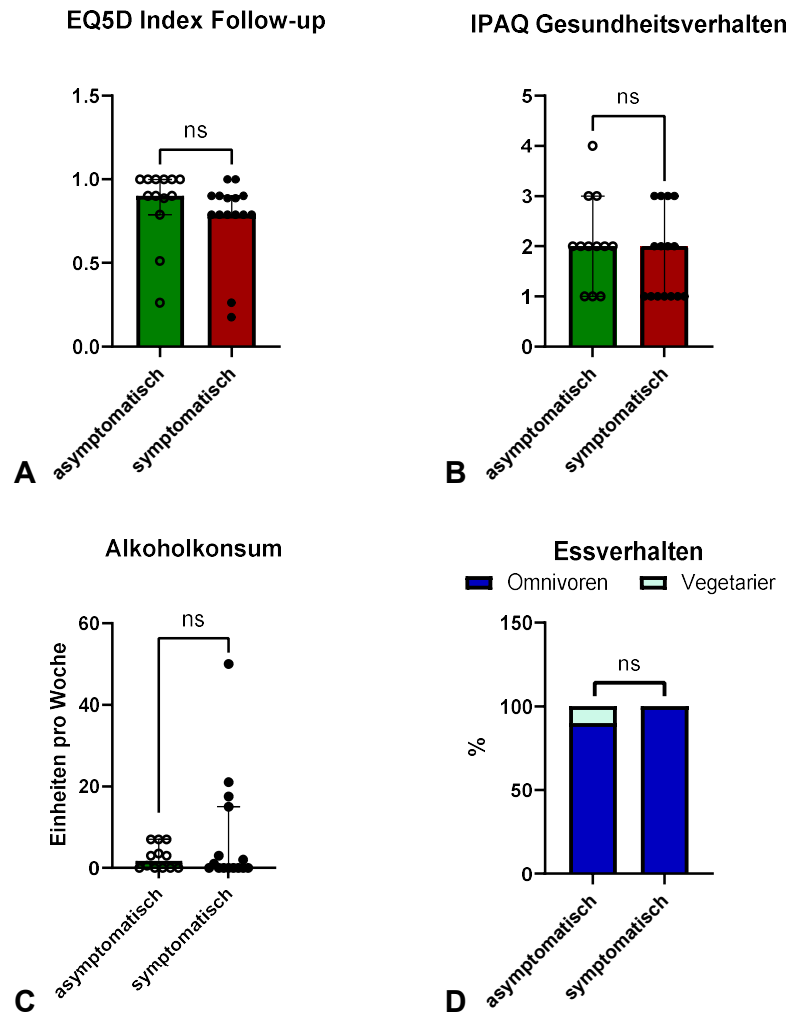 EQ5D Index Follow-up
1.5
1.0
0.5
0.0
ns
asymptomatisch
symptomatisch
A
IPAQ Gesundheitsverhalten
5
4
3
2
1
0
ns
asymptomatisch
symptomatisch
B
Alkoholkonsum
Einheiten pro Woche
60
40
20
0
ns
asymptomatisch
symptomatisch
C
Essverhalten
Omnivoren
Vegetarier
%
150
100
50
0
ns
asymptomatisch
symptomatisch
D